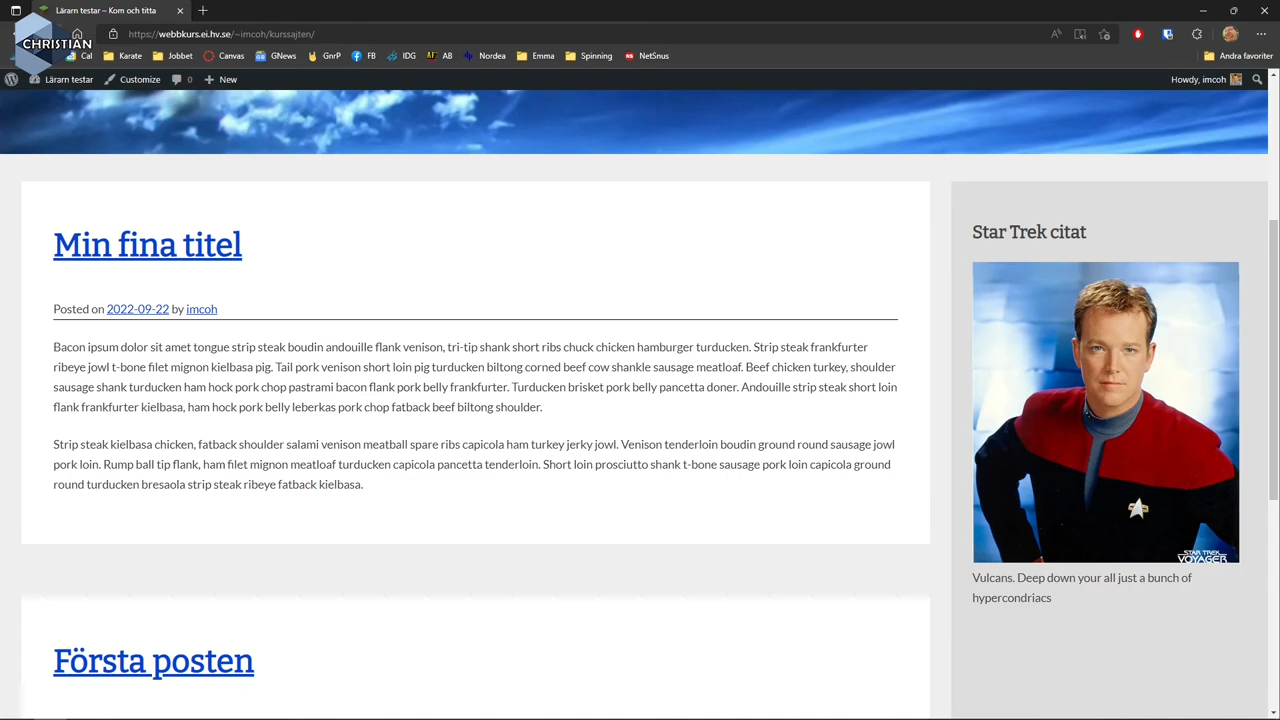 Lärarn testar – Kom och titta
CHRISTIAN
https://webbkurs.ei.hv.se/~imcoh/kurssajten/
Cal
Karate
Jobbet
Canvas
GNews
GnrP
FB
IDG
AF AB
Nordea
Emma
Spinning
NetSnus
Andra favoriter
Lärarn testar
Customize
0
New
Howdy, imcoh
Min fina titel
Posted on 2022-09-22 by imcoh
Bacon ipsum dolor sit amet tongue strip steak boudin andouille flank venison, tri-tip shank short ribs chuck chicken hamburger turducken. Strip steak frankfurter
ribeye jowl t-bone filet mignon kielbasa pig. Tail pork venison short loin pig turducken biltong corned beef cow shankle sausage meatloaf. Beef chicken turkey, shoulder
sausage shank turducken ham hock pork chop pastrami bacon flank pork belly frankfurter. Turducken brisket pork belly pancetta doner. Andouille strip steak short loin
flank frankfurter kielbasa, ham hock pork belly leberkas pork chop fatback beef biltong shoulder.
Strip steak kielbasa chicken, fatback shoulder salami venison meatball spare ribs capicola ham turkey jerky jowl. Venison tenderloin boudin ground round sausage jowl
pork loin. Rump ball tip flank, ham filet mignon meatloaf turducken capicola pancetta tenderloin. Short loin prosciutto shank t-bone sausage pork loin capicola ground
round turducken bresaola strip steak ribeye fatback kielbasa.
Första posten
Star Trek citat
STAR TREK
VOYAGER
Vulcans. Deep down your all just a bunch of
hypercondriacs